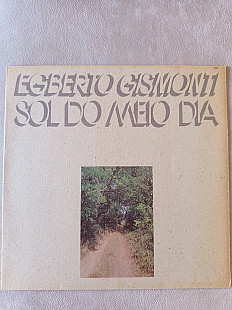 EGBERTO GISMONTI
SOL DO MEIO DIA